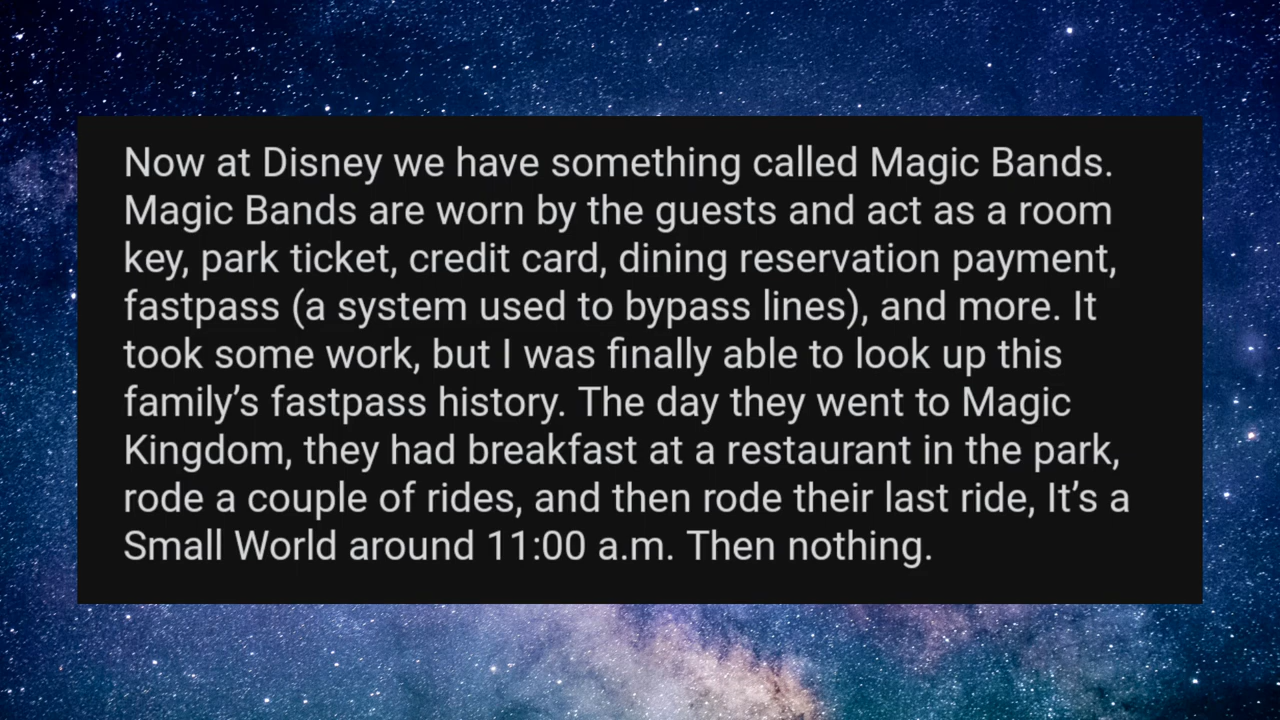 Now at Disney we have something called Magic Bands.
Magic Bands are worn by the guests and act as a room
key, park ticket, credit card, dining reservation payment,
fastpass (a system used to bypass lines), and more. It
took some work, but I was finally able to look up this
family’s fastpass history. The day they went to Magic
Kingdom, they had breakfast at a restaurant in the park,
rode a couple of rides, and then rode their last ride, It’s a
Small World around 11:00 a.m. Then nothing.